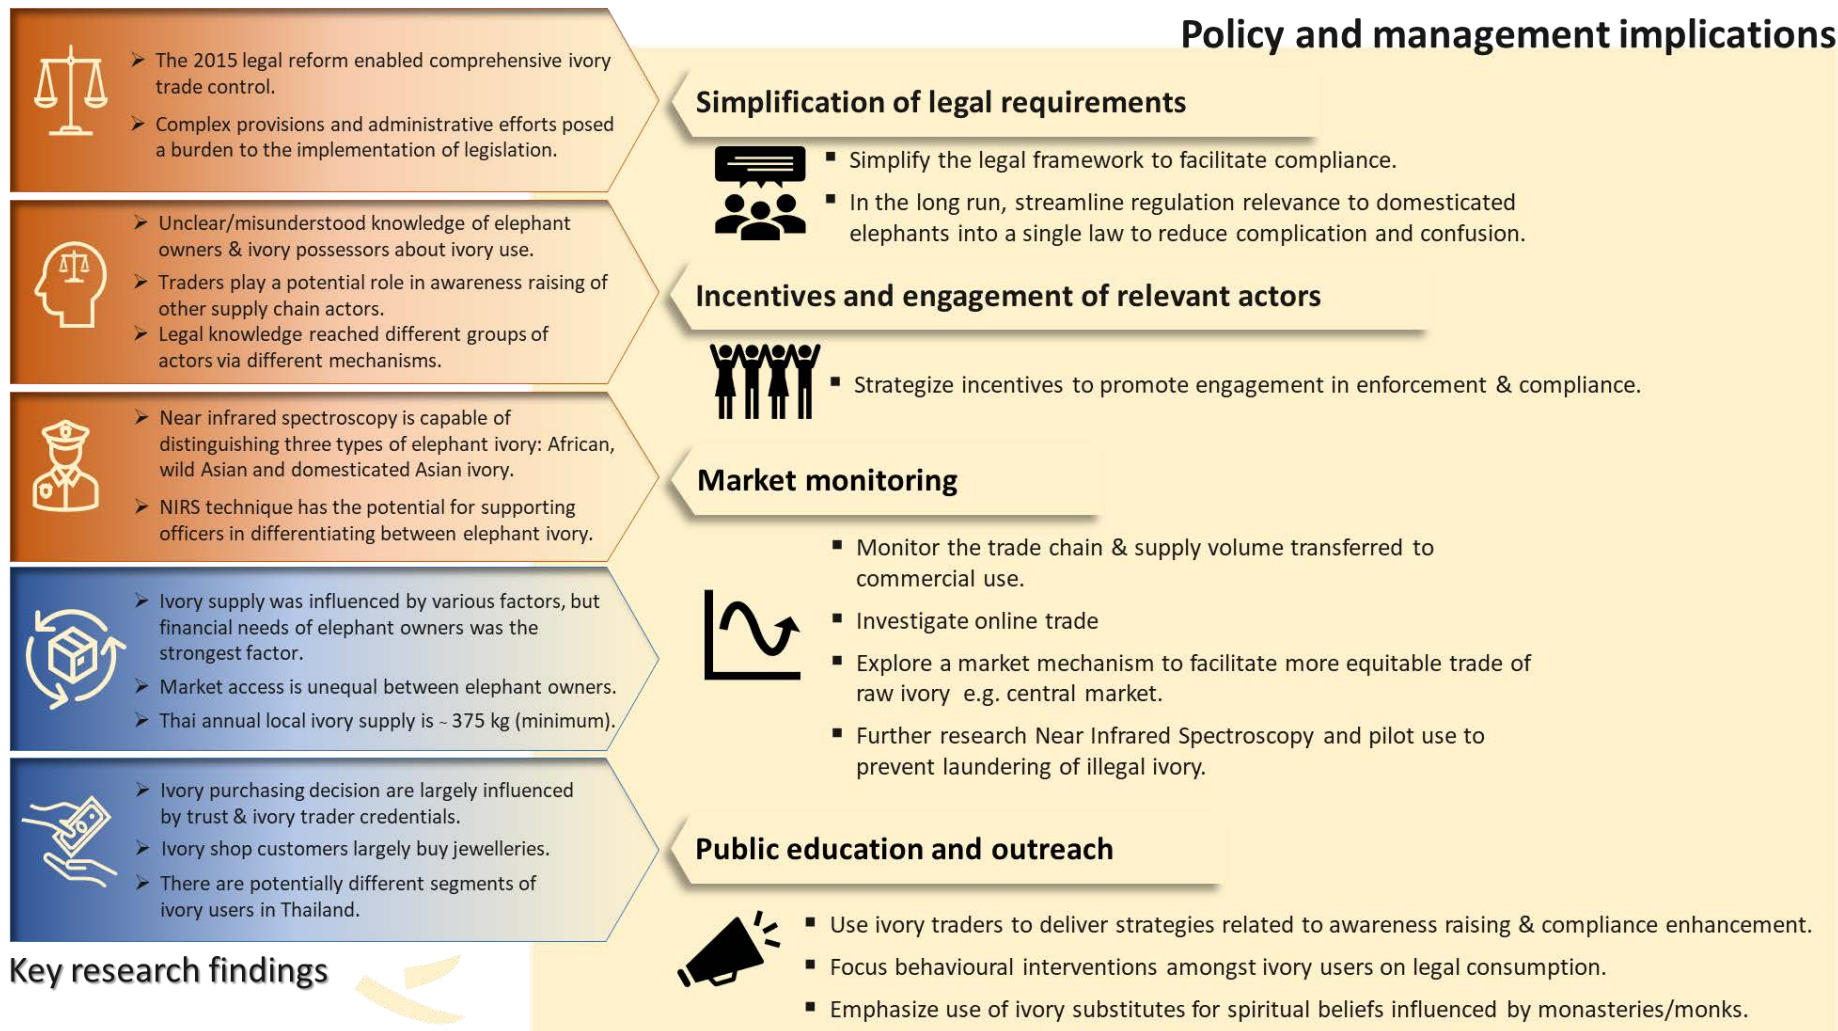 Policy and management implications
➢ The 2015 legal reform enabled comprehensive ivory
trade control.
➢ Complex provisions and administrative efforts posed
a burden to the implementation of legislation.
➢ Unclear/misunderstood knowledge of elephant
owners & ivory possessors about ivory use.
➢ Traders play a potential role in awareness raising of
other supply chain actors.
➢ Legal knowledge reached different groups of
actors via different mechanisms.
➢ Near infrared spectroscopy is capable of
distinguishing three types of elephant ivory: African,
wild Asian and domesticated Asian ivory.
➢ NIRS technique has the potential for supporting
officers in differentiating between elephant ivory.
➢ Ivory supply was influenced by various factors, but
financial needs of elephant owners was the
strongest factor.
➢ Market access is unequal between elephant owners.
➢ Thai annual local ivory supply is ~ 375 kg (minimum).
➢ Ivory purchasing decision are largely influenced
by trust & ivory trader credentials.
➢ Ivory shop customers largely buy jewelleries.
➢ There are potentially different segments of
ivory users in Thailand.
Key research findings
Simplification of legal requirements
▪ Simplify the legal framework to facilitate compliance.
▪ In the long run, streamline regulation relevance to domesticated
elephants into a single law to reduce complication and confusion.
Incentives and engagement of relevant actors
▪ Strategize incentives to promote engagement in enforcement & compliance.
Market monitoring
▪ Monitor the trade chain & supply volume transferred to
commercial use.
▪ Investigate online trade
▪ Explore a market mechanism to facilitate more equitable trade of
raw ivory e.g. central market.
▪ Further research Near Infrared Spectroscopy and pilot use to
prevent laundering of illegal ivory.
Public education and outreach
▪ Use ivory traders to deliver strategies related to awareness raising & compliance enhancement.
▪ Focus behavioural interventions amongst ivory users on legal consumption.
▪ Emphasize use of ivory substitutes for spiritual beliefs influenced by monasteries/monks.